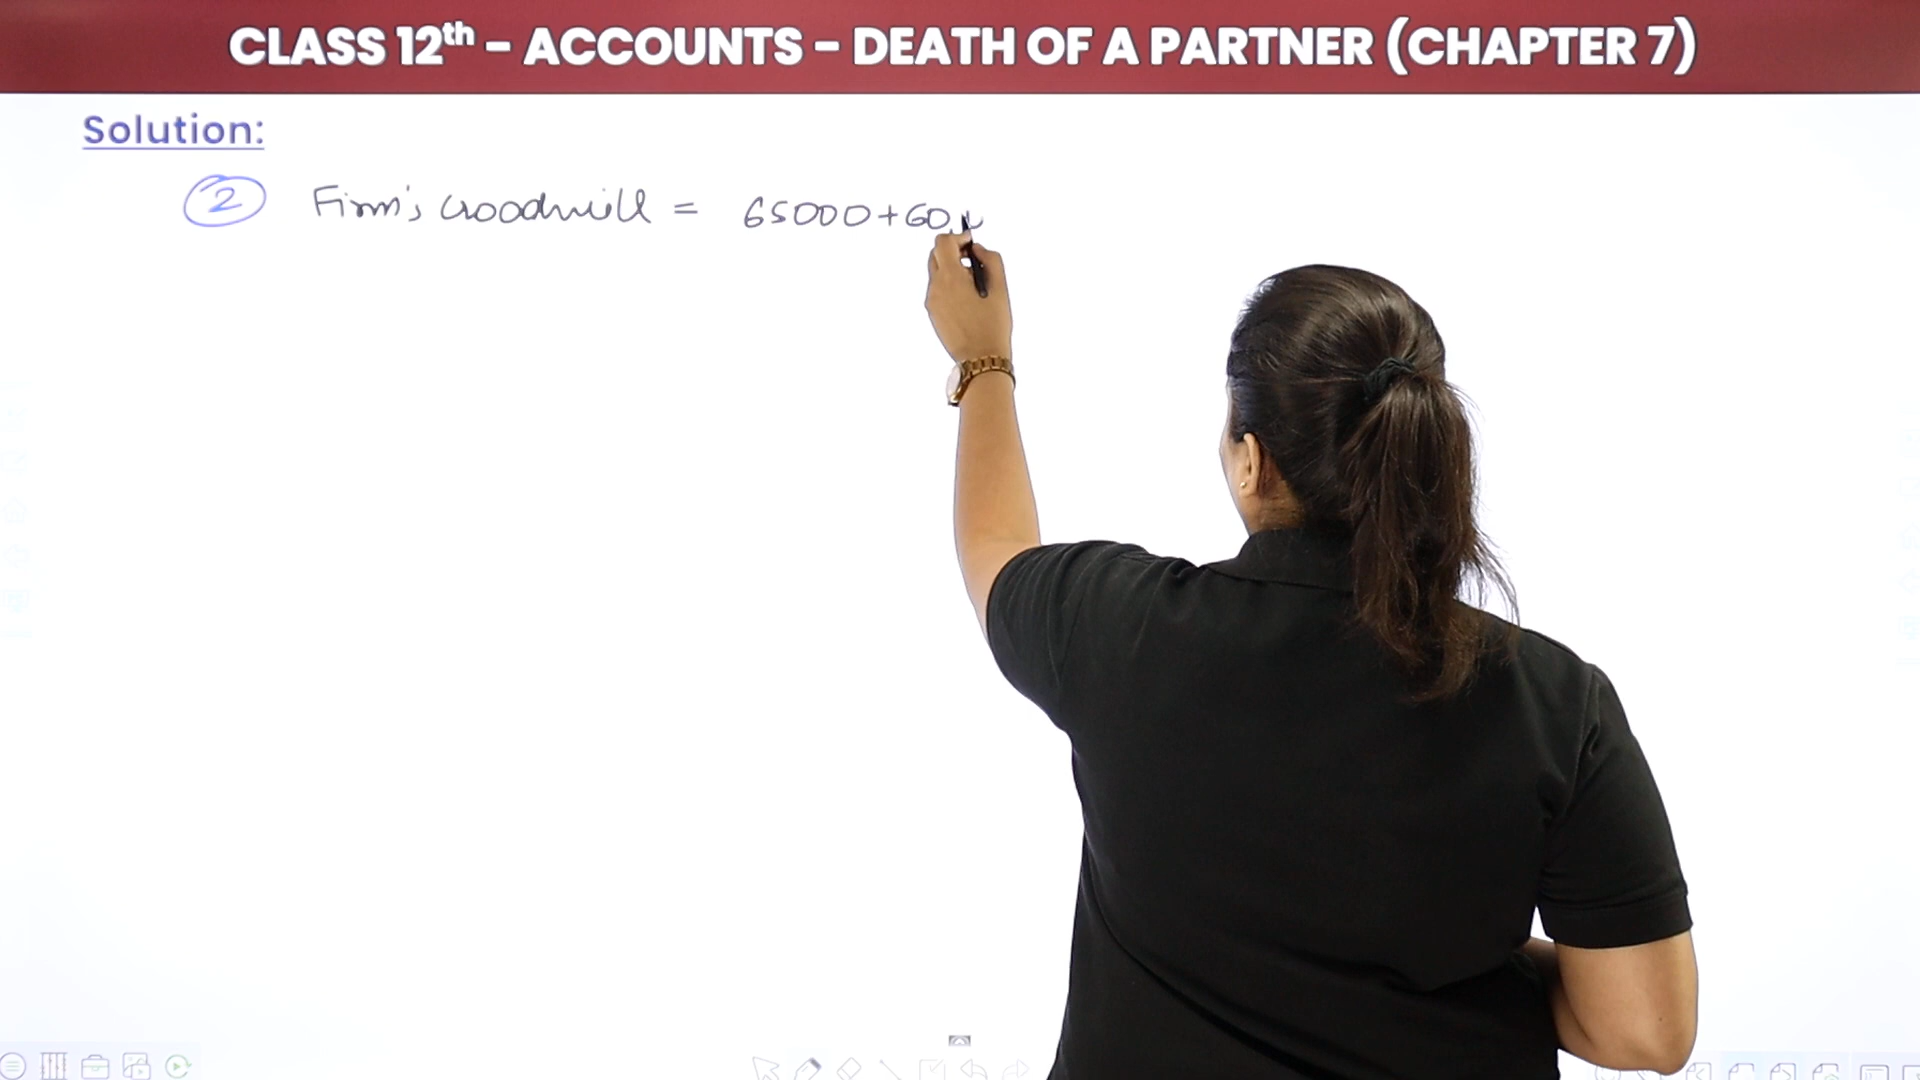 CLASS 12th - ACCOUNTS - DEATH OF A PARTNER (CHAPTER 7)
Solution:
2 Firm's Goodwill = 65000 + 60,